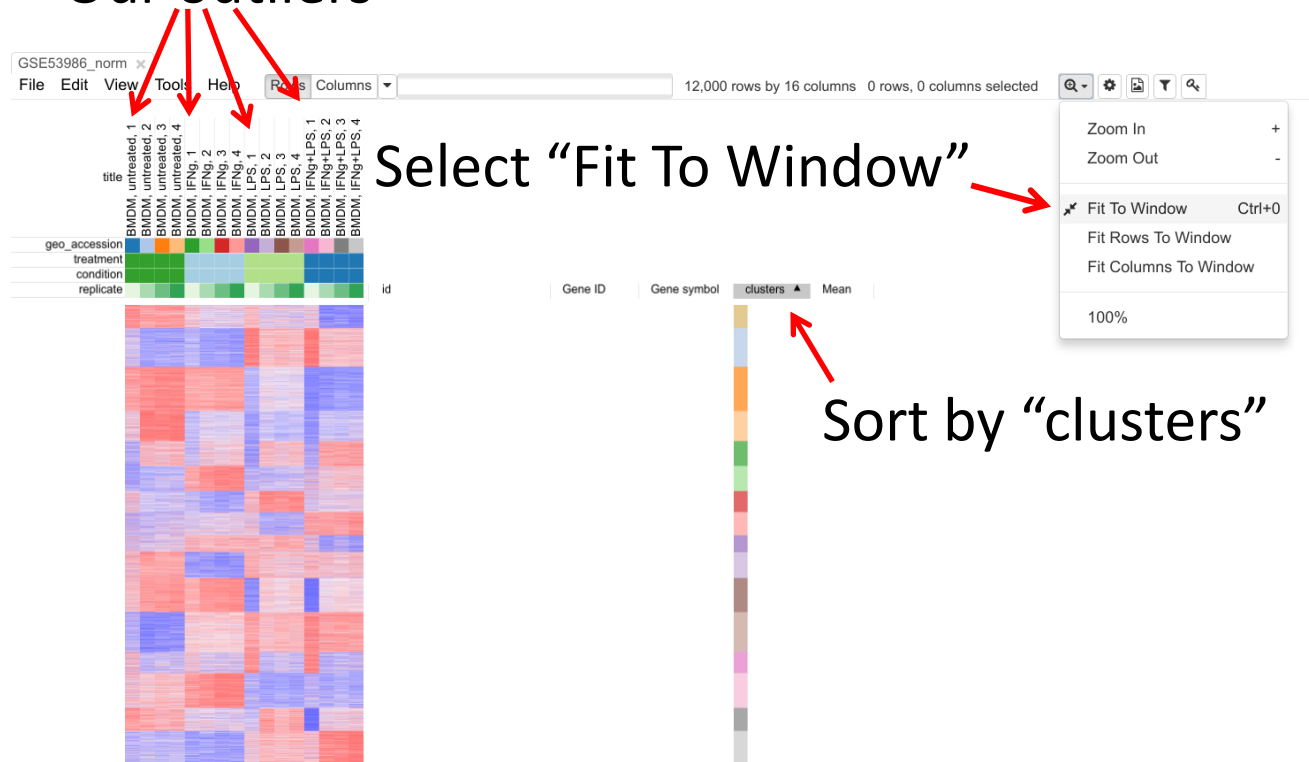 Our outliers
GSE53986_norm ×
File Edit View Tools Help Rows Columns 12,000 rows by 16 columns 0 rows, 0 columns selected
Zoom In +
Zoom Out -
Fit To Window Ctrl+0
Fit Rows To Window
Fit Columns To Window
100%
title
BMDM, untreated, 1
BMDM, untreated, 2
BMDM, untreated, 3
BMDM, untreated, 4
BMDM, IFNg, 1
BMDM, IFNg, 2
BMDM, IFNg, 3
BMDM, IFNg, 4
BMDM, LPS, 1
BMDM, LPS, 2
BMDM, LPS, 3
BMDM, LPS, 4
BMDM, IFNg+LPS, 1
BMDM, IFNg+LPS, 2
BMDM, IFNg+LPS, 3
BMDM, IFNg+LPS, 4
Select “Fit To Window”
geo_accession
treatment
condition
replicate
id Gene ID Gene symbol clusters Mean
Sort by “clusters”